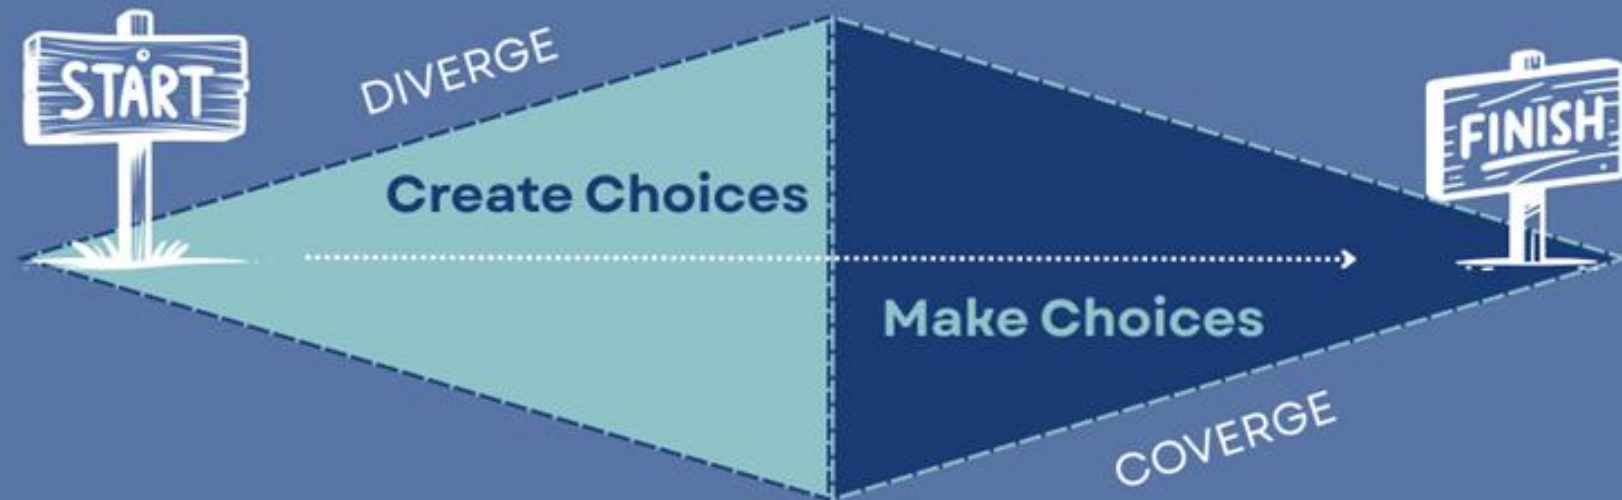 START
DIVERGE
Create Choices
FINISH
Make Choices
COVERGE